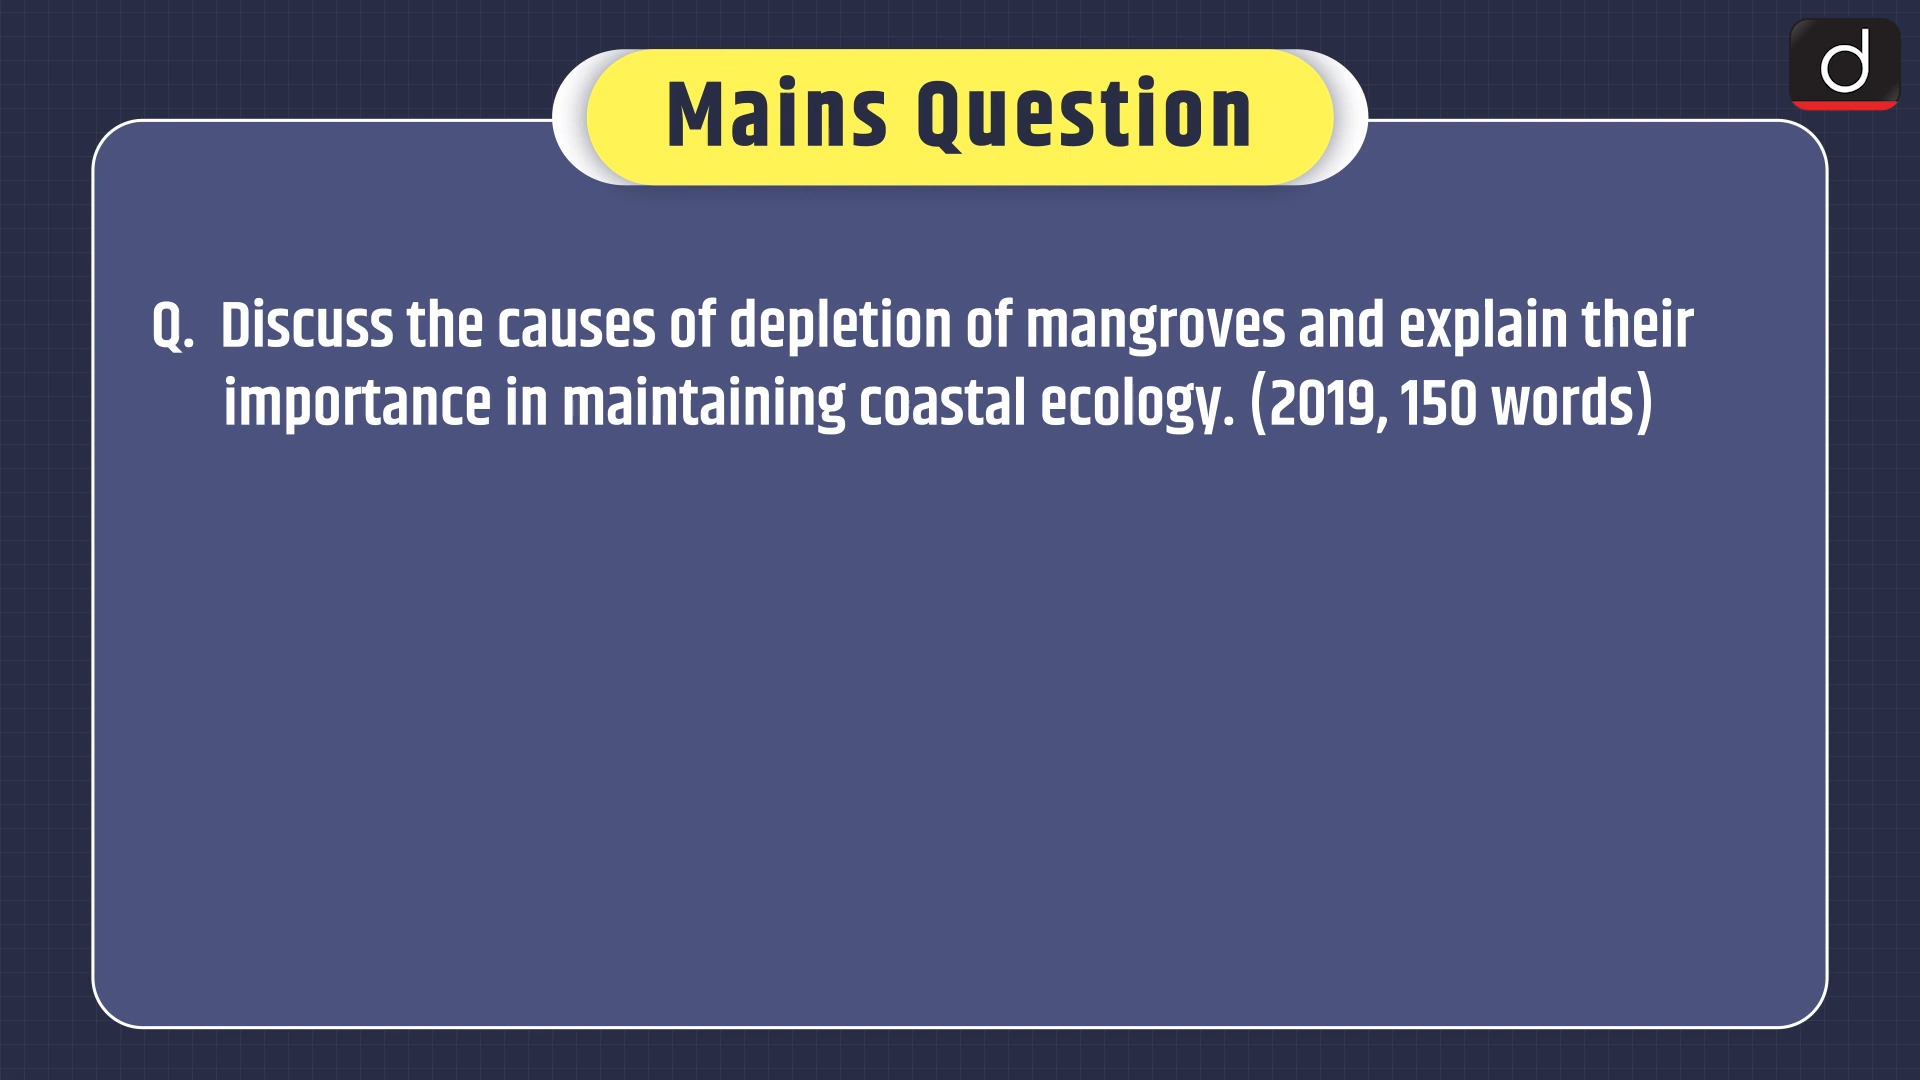 Mains Question
d
Q. Discuss the causes of depletion of mangroves and explain their
importance in maintaining coastal ecology. (2019, 150 words)